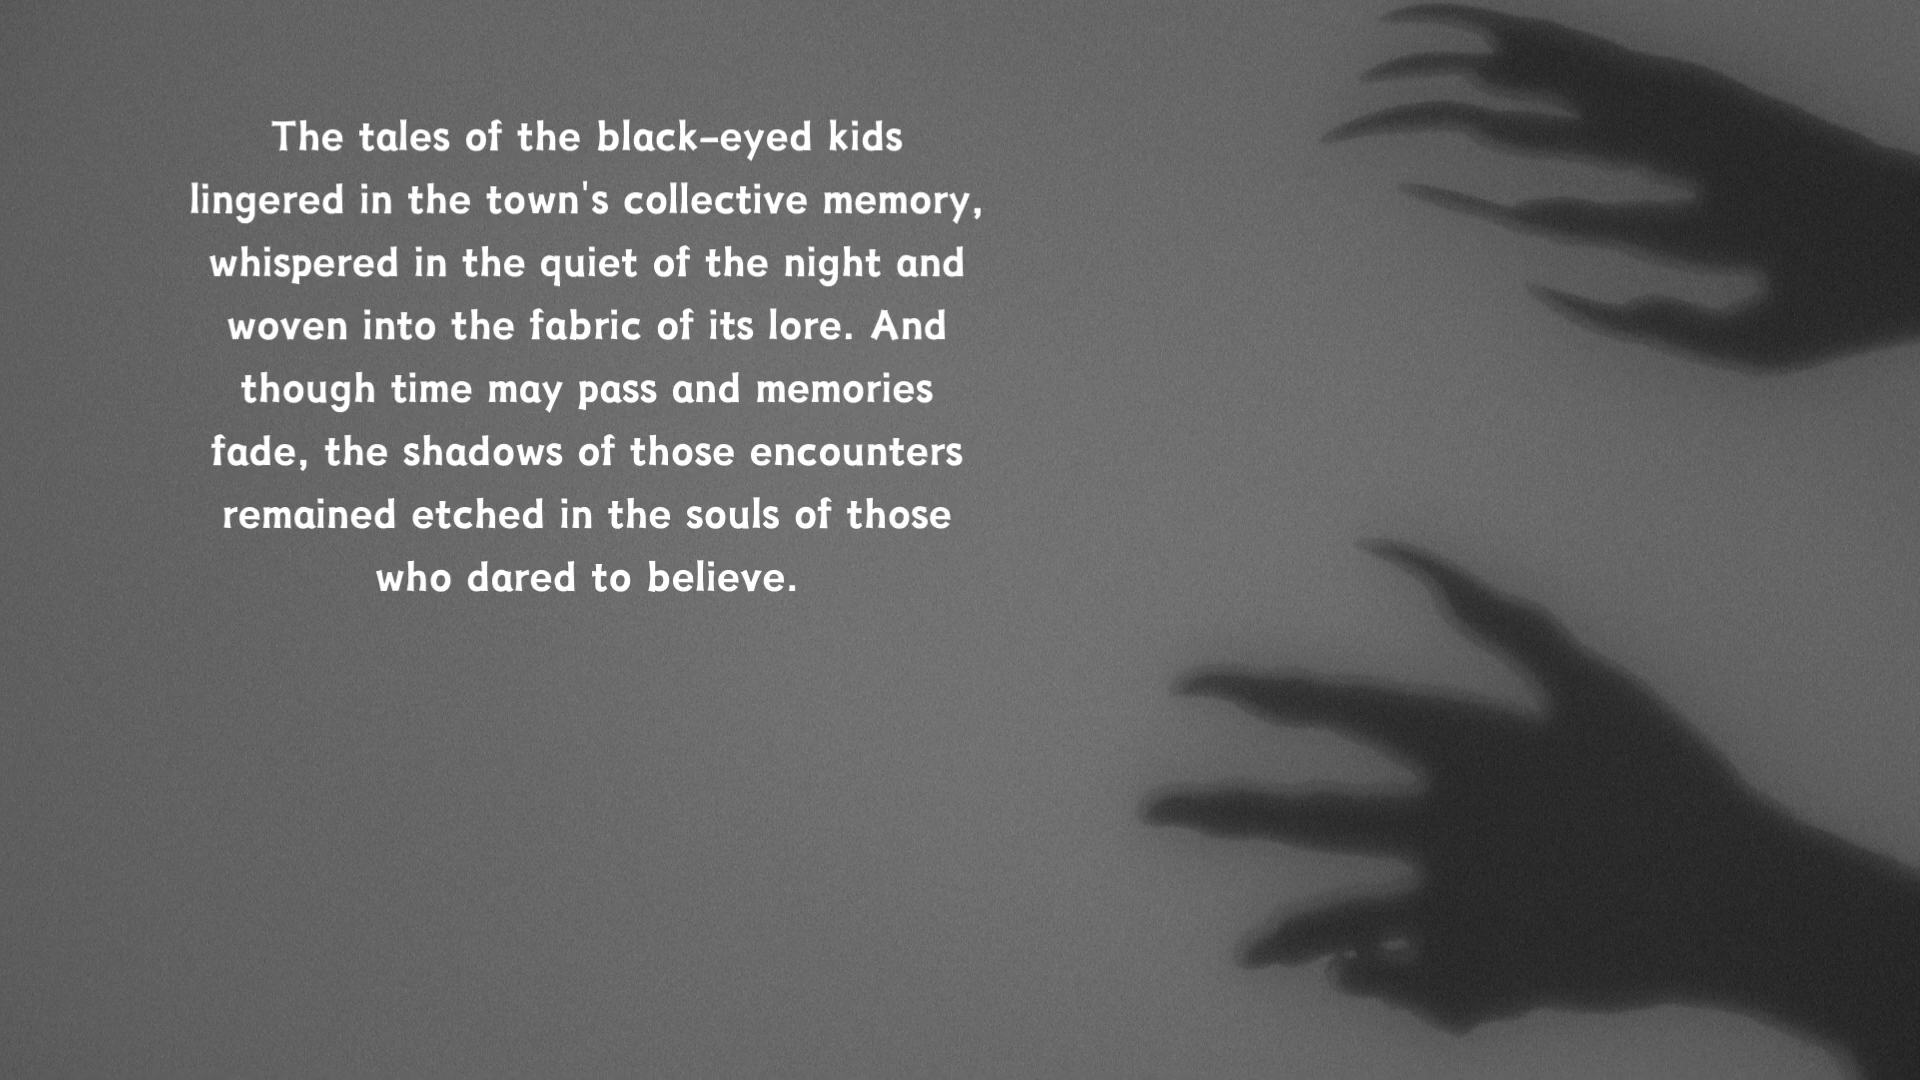 The tales of the black-eyed kids
lingered in the town's collective memory,
whispered in the quiet of the night and
woven into the fabric of its lore. And
though time may pass and memories
fade, the shadows of those encounters
remained etched in the souls of those
who dared to believe.